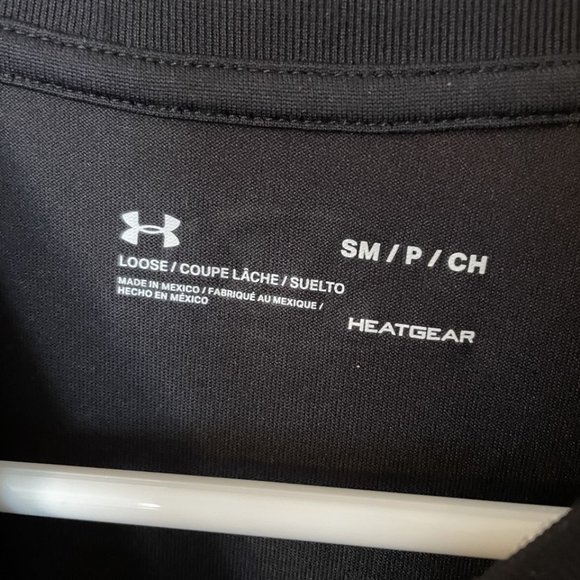 SM / P / CH
LOOSE / COUPE LÂCHE / SUELTO
MADE IN MEXICO / FABRIQUÉ AU MEXIQUE /
HECHO EN MÉXICO
HEATGEAR